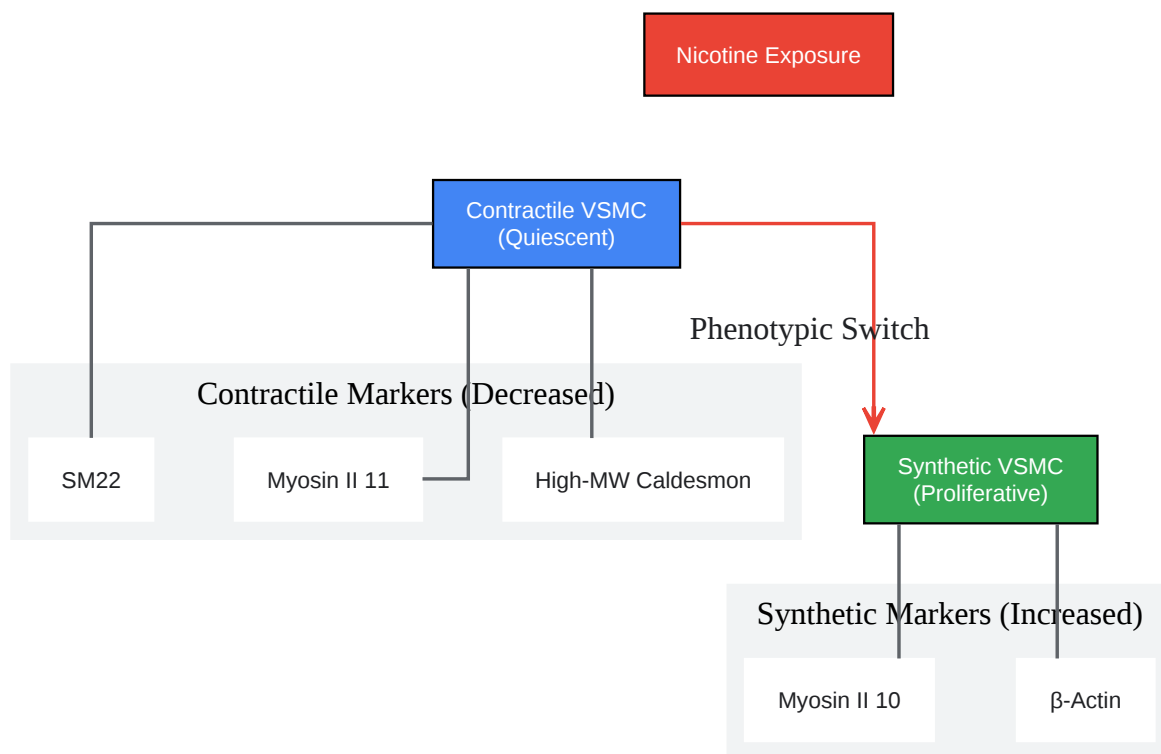 Nicotine Exposure
Contractile VSMC
(Quiescent)
Phenotypic Switch
Contractile Markers (Decreased)
SM22
Myosin II 11
High-MW Caldesmon
Synthetic VSMC
(Proliferative)
Synthetic Markers (Increased)
Myosin II 10
β-Actin